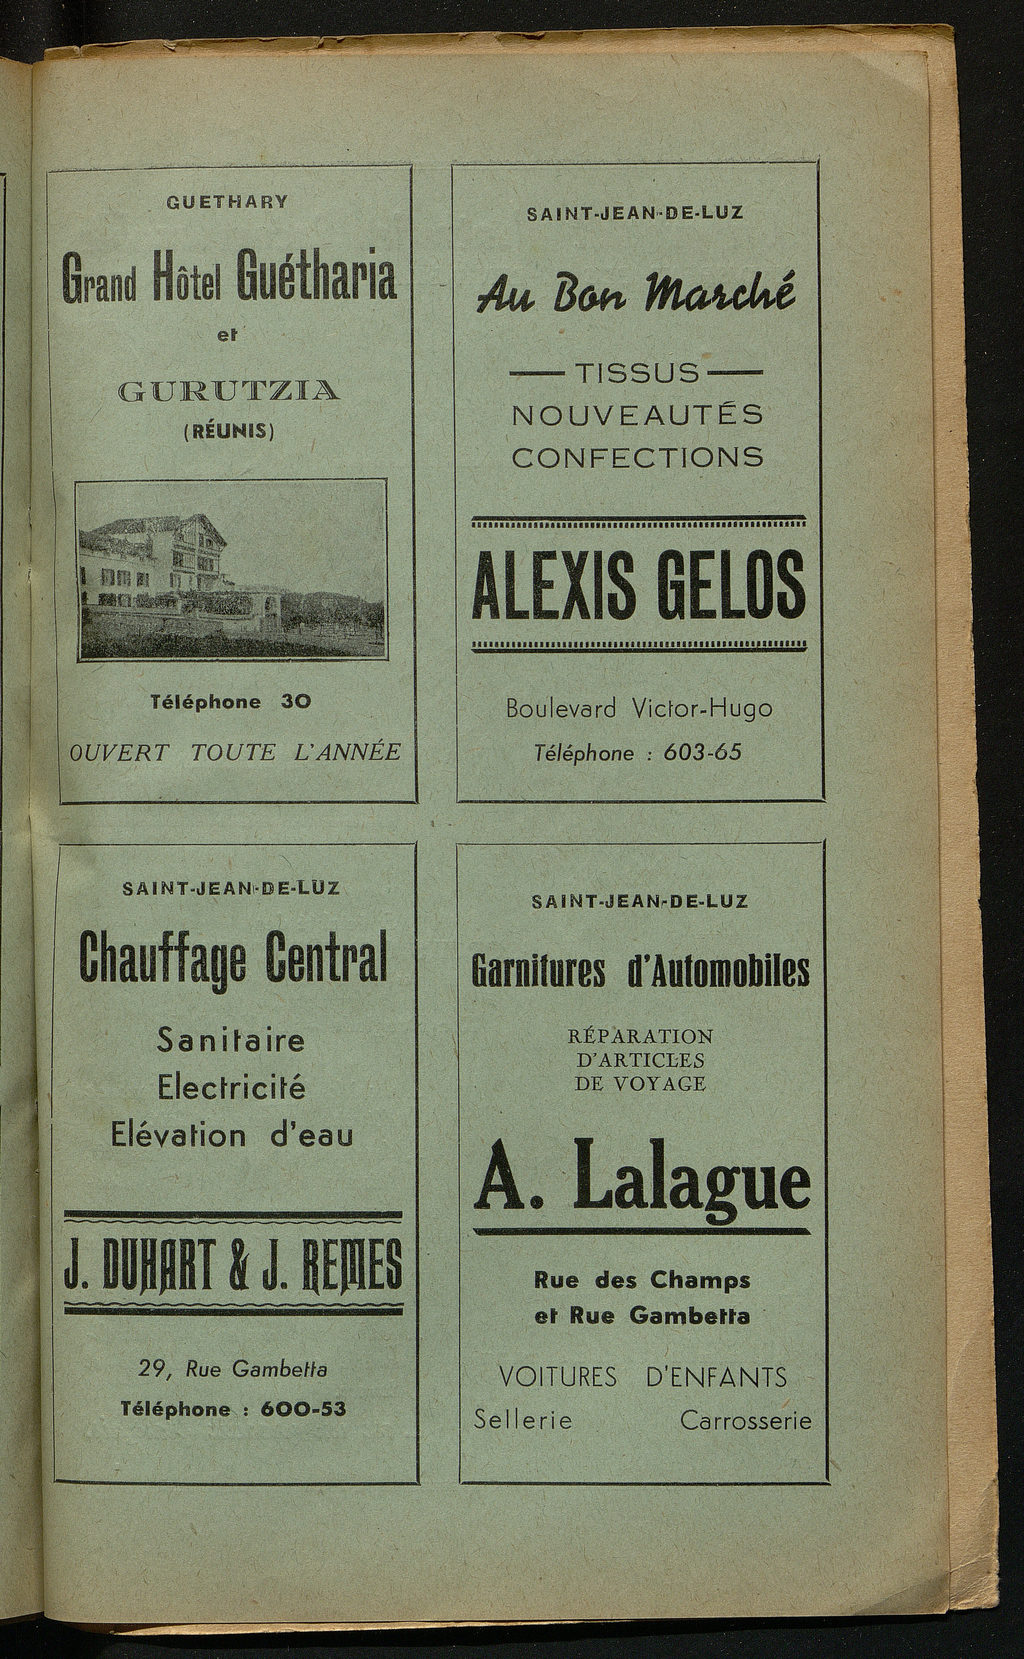 GUETHARY
Grand Hôtel Guétharia
et
GURUTZIA
(RÉUNIS)
Téléphone 30
OUVERT TOUTE L'ANNÉE
SAINT-JEAN-DE-LUZ
Au Bon Marché
TISSUS
NOUVEAUTÉS
CONFECTIONS
ALEXIS GELOS
Boulevard Victor-Hugo
Téléphone : 603-65
SAINT-JEAN-DE-LUZ
Chauffage Central
Sanitaire
Electricité
Elévation d'eau
J. DUHART & J. REMES
29, Rue Gambetta
Téléphone : 600-53
SAINT-JEAN-DE-LUZ
Garnitures d'Automobiles
RÉPARATION
D'ARTICLES
DE VOYAGE
A. Lalague
Rue des Champs
et Rue Gambetta
VOITURES D'ENFANTS
Sellerie Carrosserie